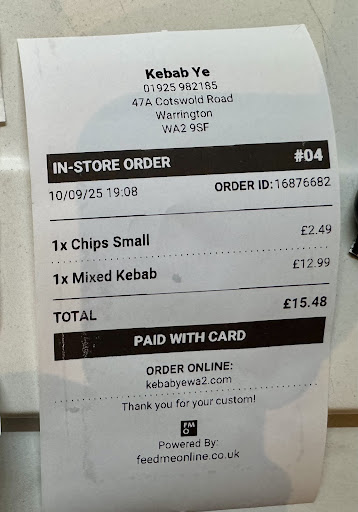 Kebab Ye
01925 982185
47A Cotswold Road
Warrington
WA2 9SF
IN-STORE ORDER #04
10/09/25 19:08 ORDER ID: 16876682
1x Chips Small £2.49
1x Mixed Kebab £12.99
TOTAL £15.48
PAID WITH CARD
ORDER ONLINE:
kebabyewa2.com
Thank you for your custom!
FM
O
Powered By:
feedmeonline.co.uk